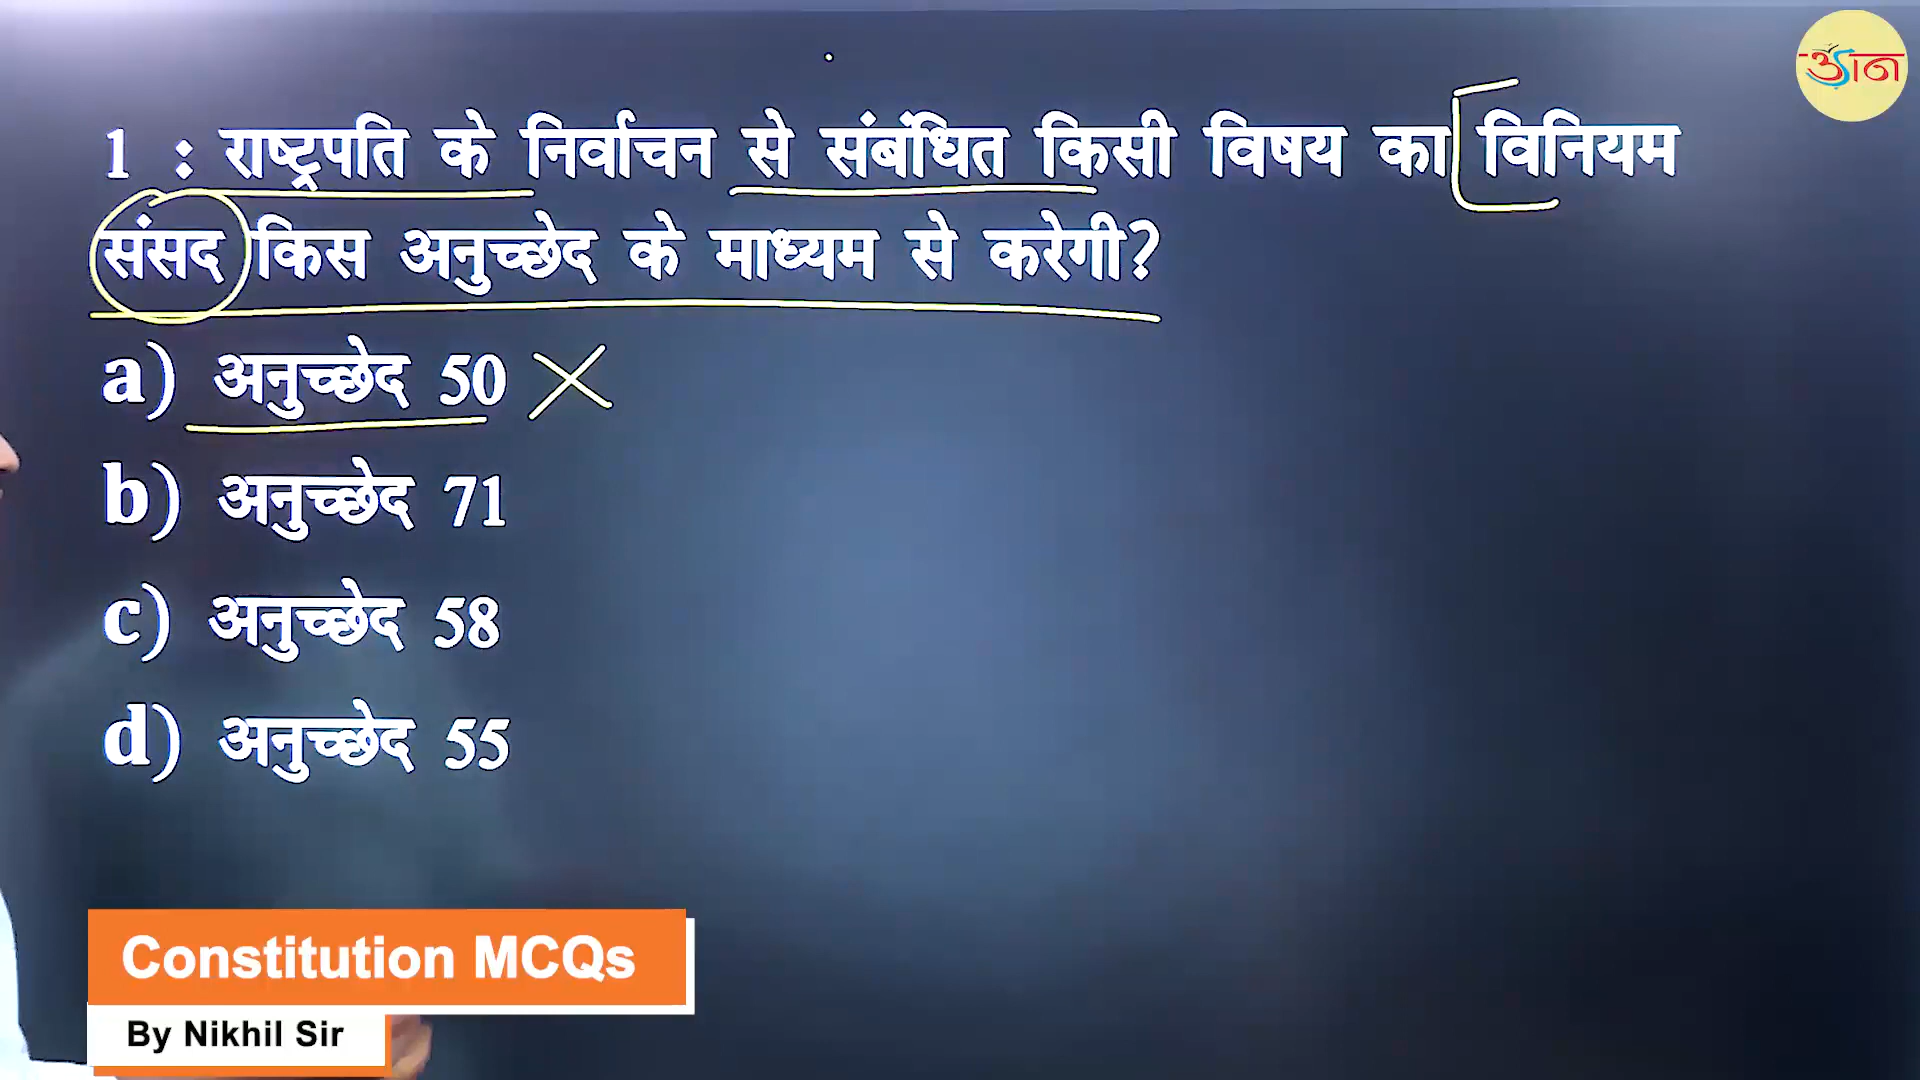 उड़ान
1 : राष्ट्रपति के निर्वाचन से संबंधित किसी विषय का विनियम
संसद किस अनुच्छेद के माध्यम से करेगी?
a) अनुच्छेद 50
b) अनुच्छेद 71
c) अनुच्छेद 58
d) अनुच्छेद 55
Constitution MCQs
By Nikhil Sir